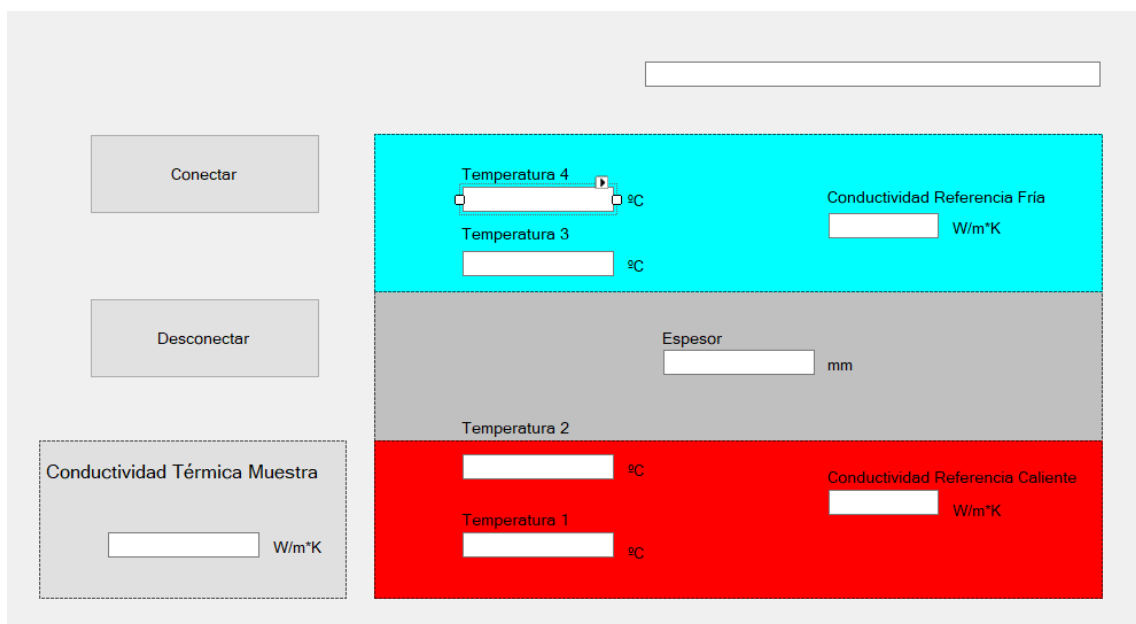 Conectar
Temperatura 4
ºC
Conductividad Referencia Fría
W/m*K
Temperatura 3
ºC
Desconectar
Espesor
mm
Temperatura 2
ºC
Conductividad Referencia Caliente
W/m*K
Temperatura 1
ºC
Conductividad Térmica Muestra
W/m*K